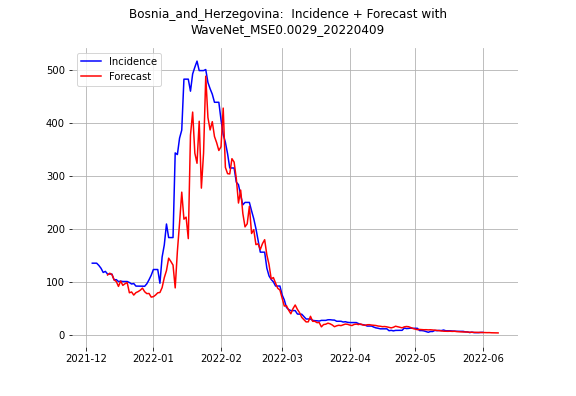 Bosnia_and_Herzegovina:  Incidence + Forecast with
WaveNet_MSE0.0029_20220409
Incidence
Forecast
500
400
300
200
100
0
2021-12 2022-01 2022-02 2022-03 2022-04 2022-05 2022-06